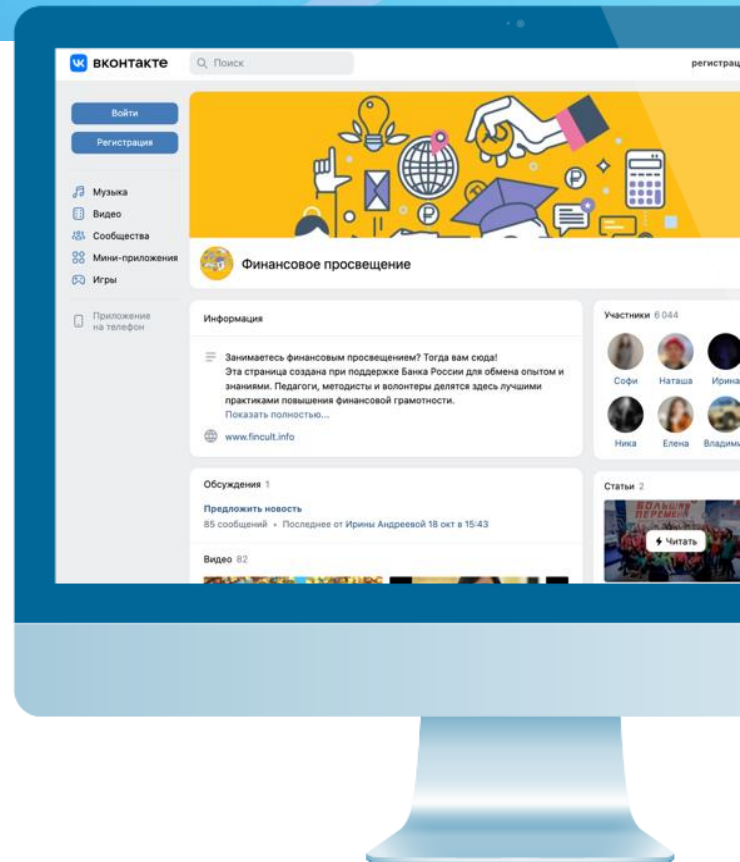 вконтакте
Поиск
регистрац
Войти
Регистрация
Музыка
Видео
Сообщества
Мини-приложения
Игры
Приложение
на телефон
Финансовое просвещение
Информация
Занимаетесь финансовым просвещением? Тогда вам сюда!
Эта страница создана при поддержке Банка России для обмена опытом и
знаниями. Педагоги, методисты и волонтеры делятся здесь лучшими
практиками повышения финансовой грамотности.
Показать полностью...
www.fincult.info
Обсуждения 1
Предложить новость
85 сообщений • Последнее от Ирины Андреевой 18 окт в 15:43
Видео 82
Участники 6 044
Софи Наташа Ирина
Ника Елена Владими
Статьи 2
БОЛЬШАЯ
ПЕРЕМЕНА
Читать